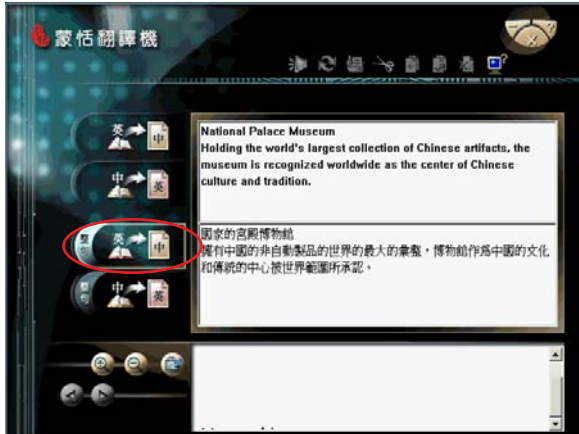 蒙恬翻譯機
英 中
中 英
整句 英 中
整句 中 英
National Palace Museum
Holding the world's largest collection of Chinese artifacts, the
museum is recognized worldwide as the center of Chinese
culture and tradition.
國家的宮殿博物館
擁有中國的非自動製品的世界的最大的彙整，博物館作爲中國的文化
和傳統的中心被世界範圍所承認。